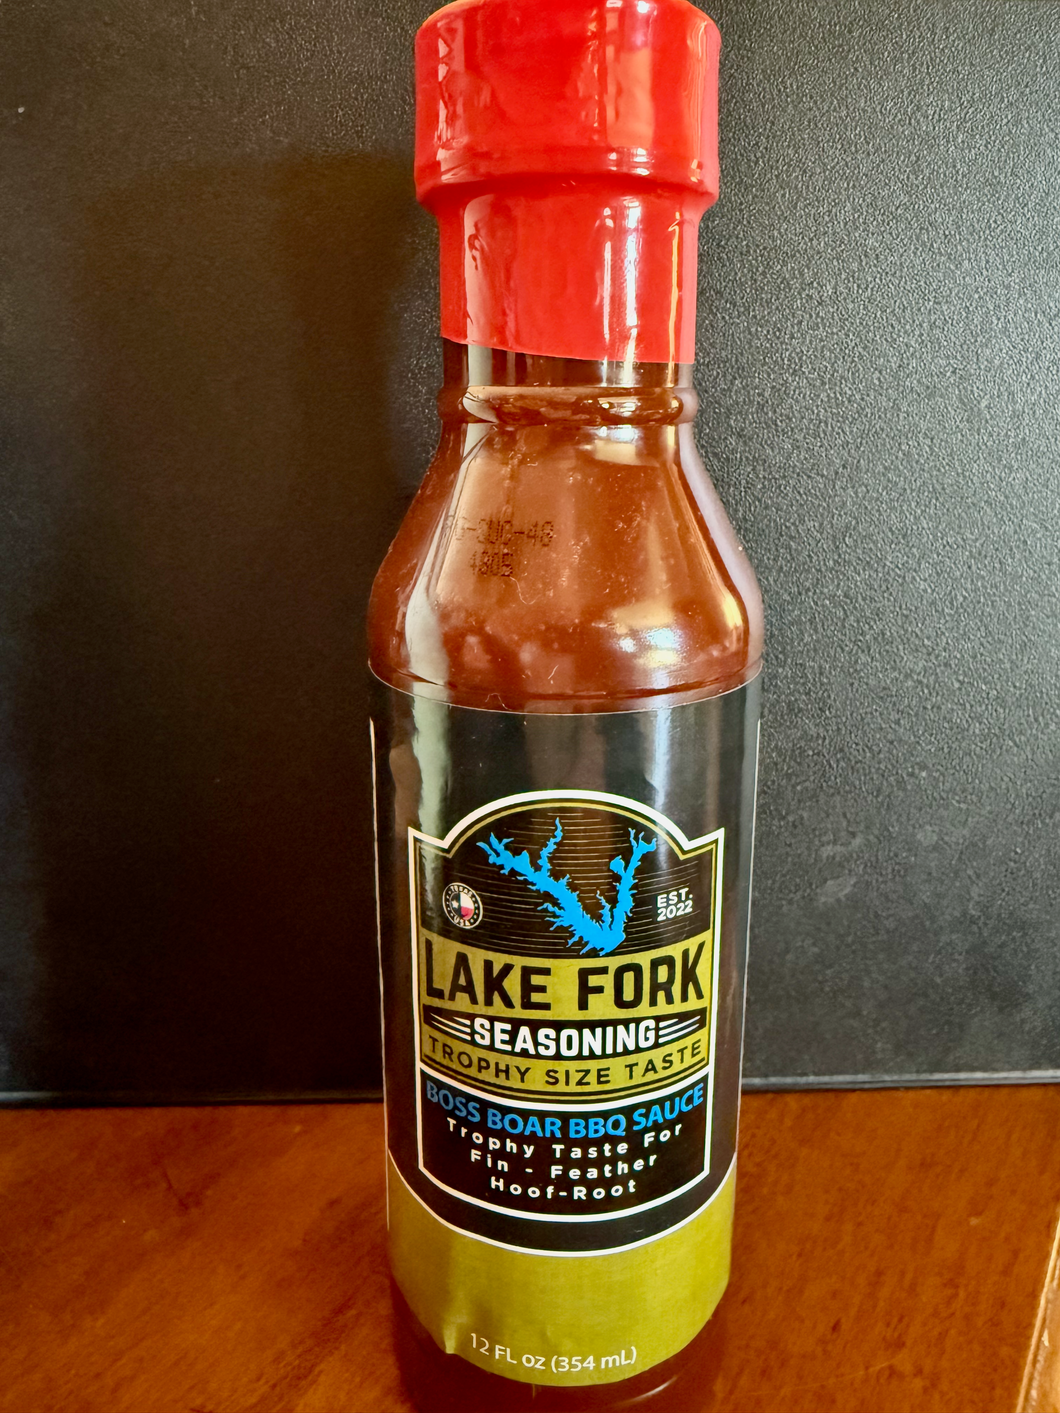 4805
EST.
2022
LAKE FORK
SEASONING
TROPHY SIZE TASTE
BOSS BOAR BBQ SAUCE
Trophy Taste For
Fin - Feather
Hoof-Root
12 FL oz (354 mL)